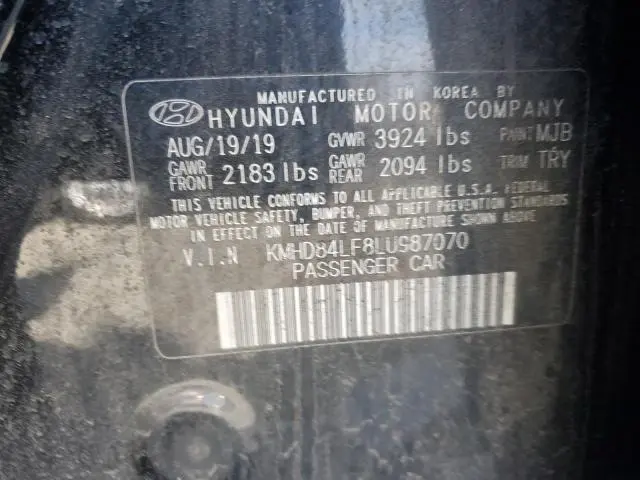 MANUFACTURED IN KOREA BY
HYUNDAI MOTOR COMPANY
AUG/19/19 GVWR 3924 lbs PAINT MJB
GAWR FRONT 2183 lbs GAWR REAR 2094 lbs TRIM TRY
THIS VEHICLE CONFORMS TO ALL APPLICABLE U.S.A. FEDERAL
MOTOR VEHICLE SAFETY, BUMPER, AND THEFT PREVENTION STANDARDS
IN EFFECT ON THE DATE OF MANUFACTURE SHOWN ABOVE.
V.I.N KMHD84LF8LU987070
PASSENGER CAR